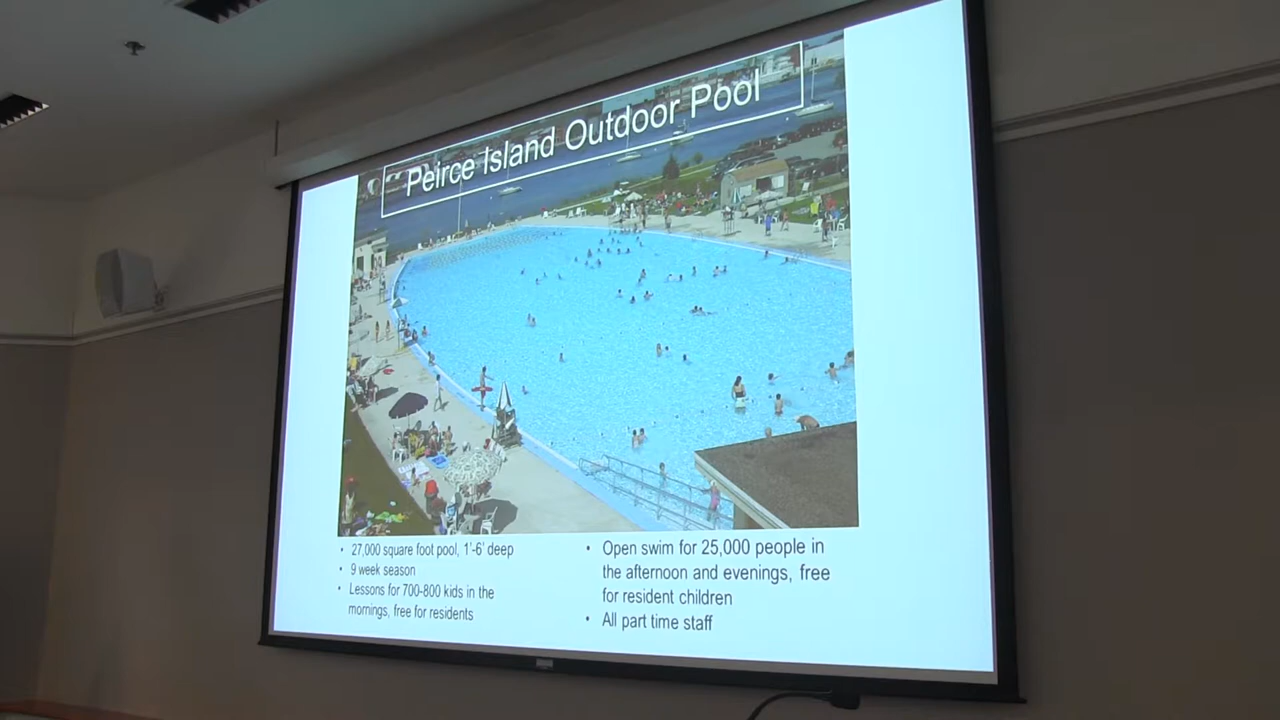 Peirce Island Outdoor Pool
• 27,000 square foot pool, 1'-6' deep
• 9 week season
• Lessons for 700-800 kids in the
mornings, free for residents
• Open swim for 25,000 people in
the afternoon and evenings, free
for resident children
• All part time staff